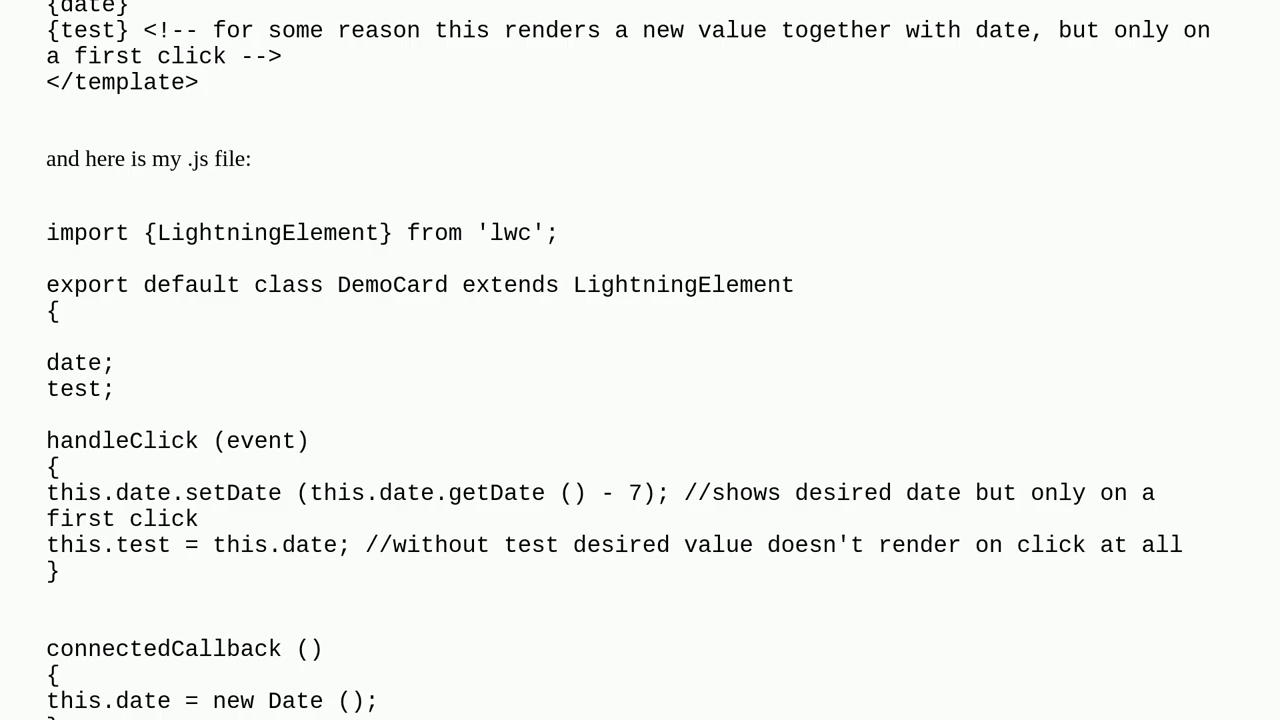 {date}
{test} <!-- for some reason this renders a new value together with date, but only on
a first click -->
</template>
and here is my .js file:
import {LightningElement} from 'lwc';
export default class DemoCard extends LightningElement
{
date;
test;
handleClick (event)
{
this.date.setDate (this.date.getDate () - 7); //shows desired date but only on a
first click
this.test = this.date; //without test desired value doesn't render on click at all
}
connectedCallback ()
{
this.date = new Date ();
}